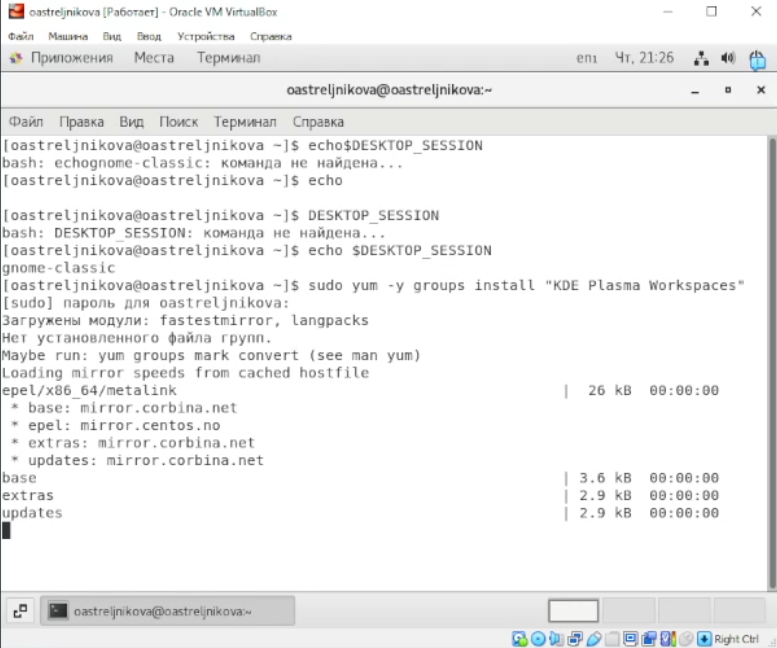 oastreljnikova [Работает] - Oracle VM VirtualBox
Файл Машина Вид Ввод Устройства Справка
Приложения Места Терминал en1 Чт, 21:26
oastreljnikova@oastreljnikova:~
Файл Правка Вид Поиск Терминал Справка
[oastreljnikova@oastreljnikova ~]$ echo$DESKTOP_SESSION
bash: echognome-classic: команда не найдена...
[oastreljnikova@oastreljnikova ~]$ echo
[oastreljnikova@oastreljnikova ~]$ DESKTOP_SESSION
bash: DESKTOP_SESSION: команда не найдена...
[oastreljnikova@oastreljnikova ~]$ echo $DESKTOP_SESSION
gnome-classic
[oastreljnikova@oastreljnikova ~]$ sudo yum -y groups install "KDE Plasma Workspaces"
[sudo] пароль для oastreljnikova:
Загружены модули: fastestmirror, langpacks
Нет установленного файла групп.
Maybe run: yum groups mark convert (see man yum)
Loading mirror speeds from cached hostfile
epel/x86_64/metalink | 26 kB 00:00:00
* base: mirror.corbina.net
* epel: mirror.centos.no
* extras: mirror.corbina.net
* updates: mirror.corbina.net
base | 3.6 kB 00:00:00
extras | 2.9 kB 00:00:00
updates | 2.9 kB 00:00:00
oastreljnikova@oastreljnikova:~
Right Ctrl